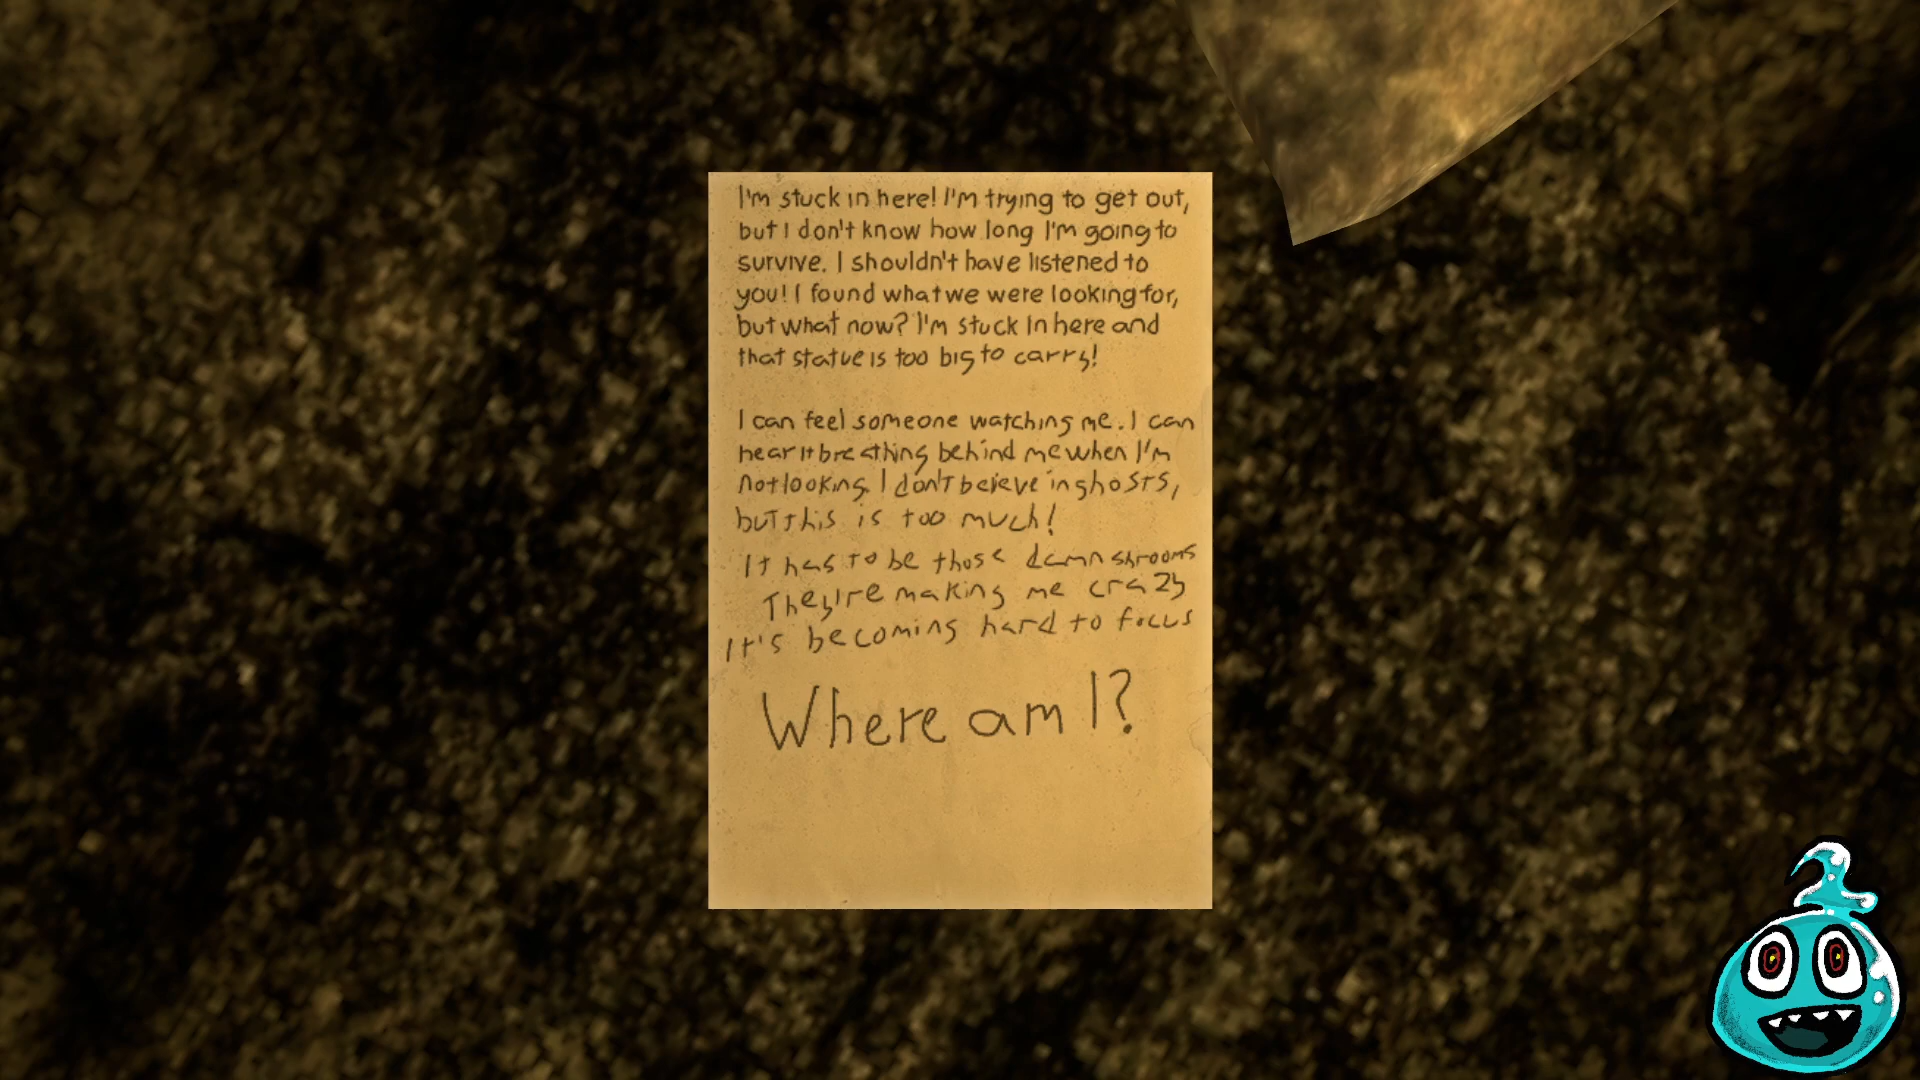 I'm stuck in here! I'm trying to get out,
but I don't know how long I'm going to
survive. I shouldn't have listened to
you! I found what we were looking for,
but what now? I'm stuck in here and
that statue is too big to carry!
I can feel someone watching me. I can
hear it breathing behind me when I'm
not looking. I don't beieve in ghosts,
but this is too much!
It has to be those damn shrooms
They're making me crazy
It's becoming hard to focus
Where am I?